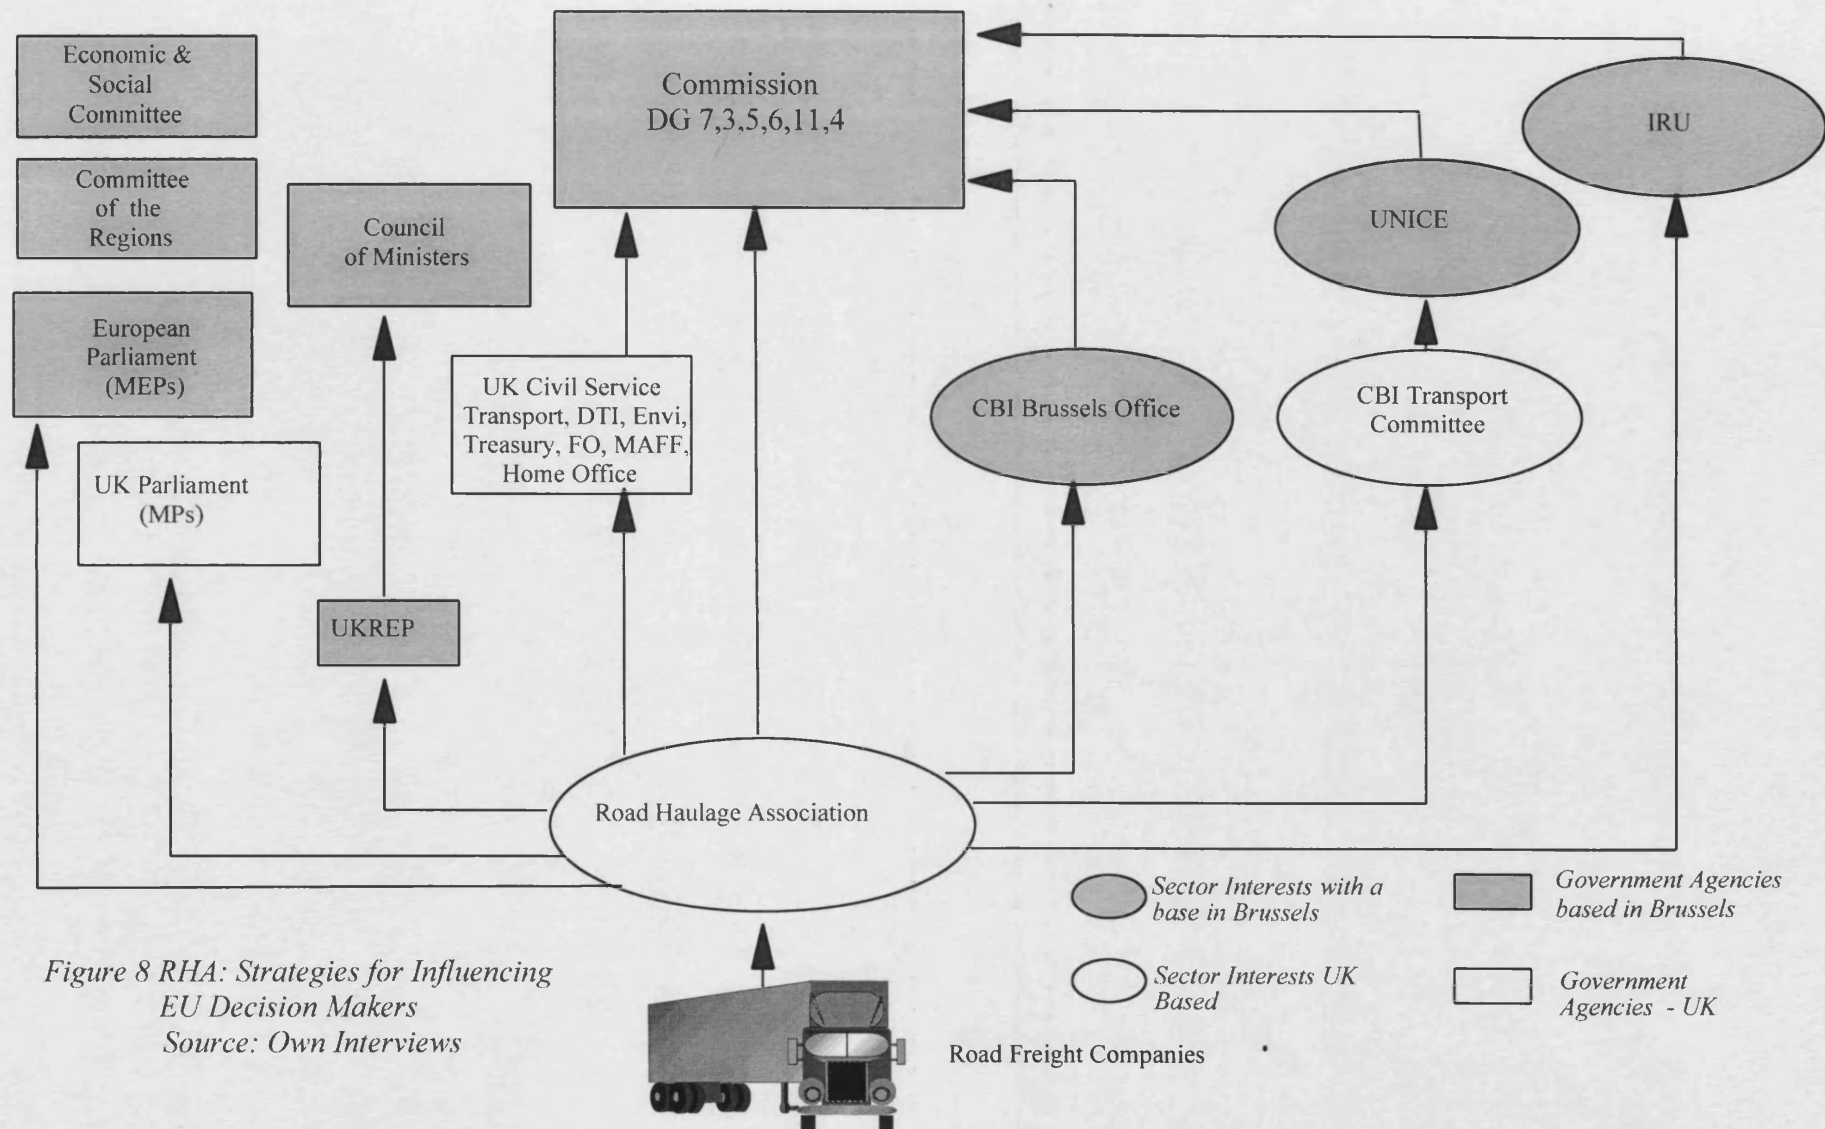 Economic &
Social
Committee
Committee
of the
Regions
European
Parliament
(MEPs)
UK Parliament
(MPs)
Council
of Ministers
UKREP
Commission
DG 7,3,5,6,11,4
UK Civil Service
Transport, DTI, Envi,
Treasury, FO, MAFF,
Home Office
CBI Brussels Office
UNICE
CBI Transport
Committee
IRU
Road Haulage Association
Sector Interests with a
base in Brussels
Government Agencies
based in Brussels
Sector Interests UK
Based
Government
Agencies - UK
Figure 8 RHA: Strategies for Influencing
EU Decision Makers
Source: Own Interviews
Road Freight Companies